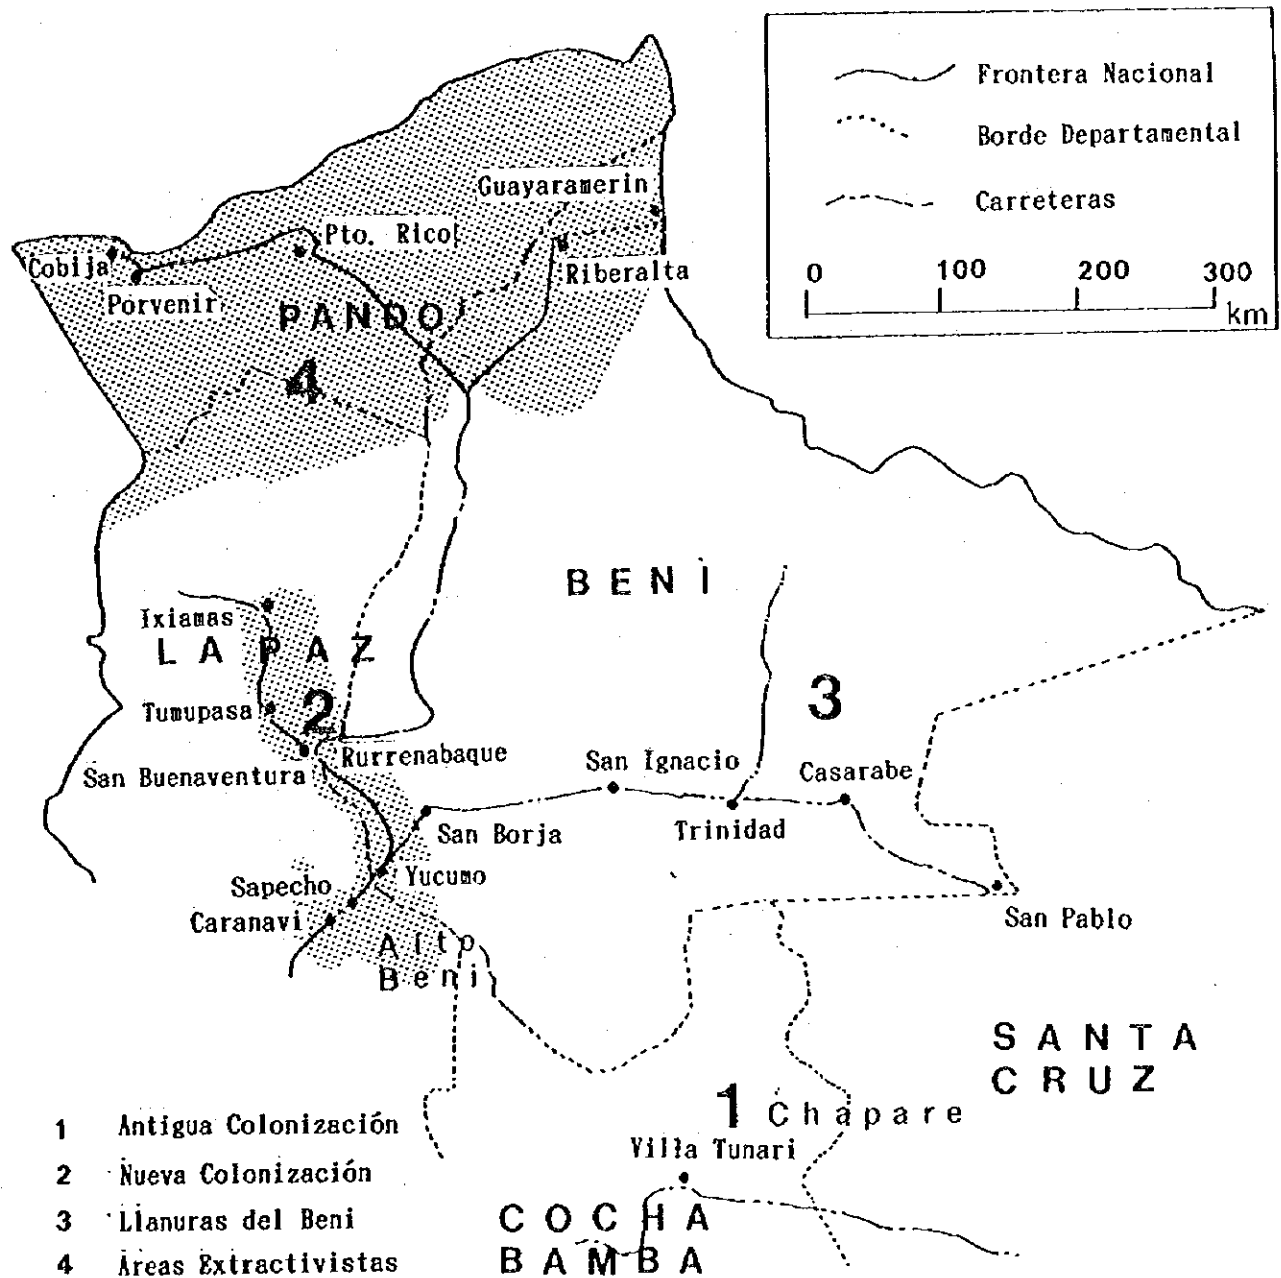 Frontera Nacional
Borde Departamental
Carreteras
0 100 200 300
km
Guayaramerin
Pto. Rico
Cobija
Riberalta
Porvenir
PANDO
4
BENI
Ixiamas
LA PAZ
2
3
Tumupasa
San Buenaventura
Rurrenabaque
San Ignacio
Casarabe
San Borja
Trinidad
Sapecho
Yucumo
Caranavi
San Pablo
Alto
Beni
SANTA
CRUZ
1 Chapare
Villa Tunari
COCHA
BAMBA
1 Antigua Colonización
2 Nueva Colonización
3 Llanuras del Beni
4 Areas Extractivistas